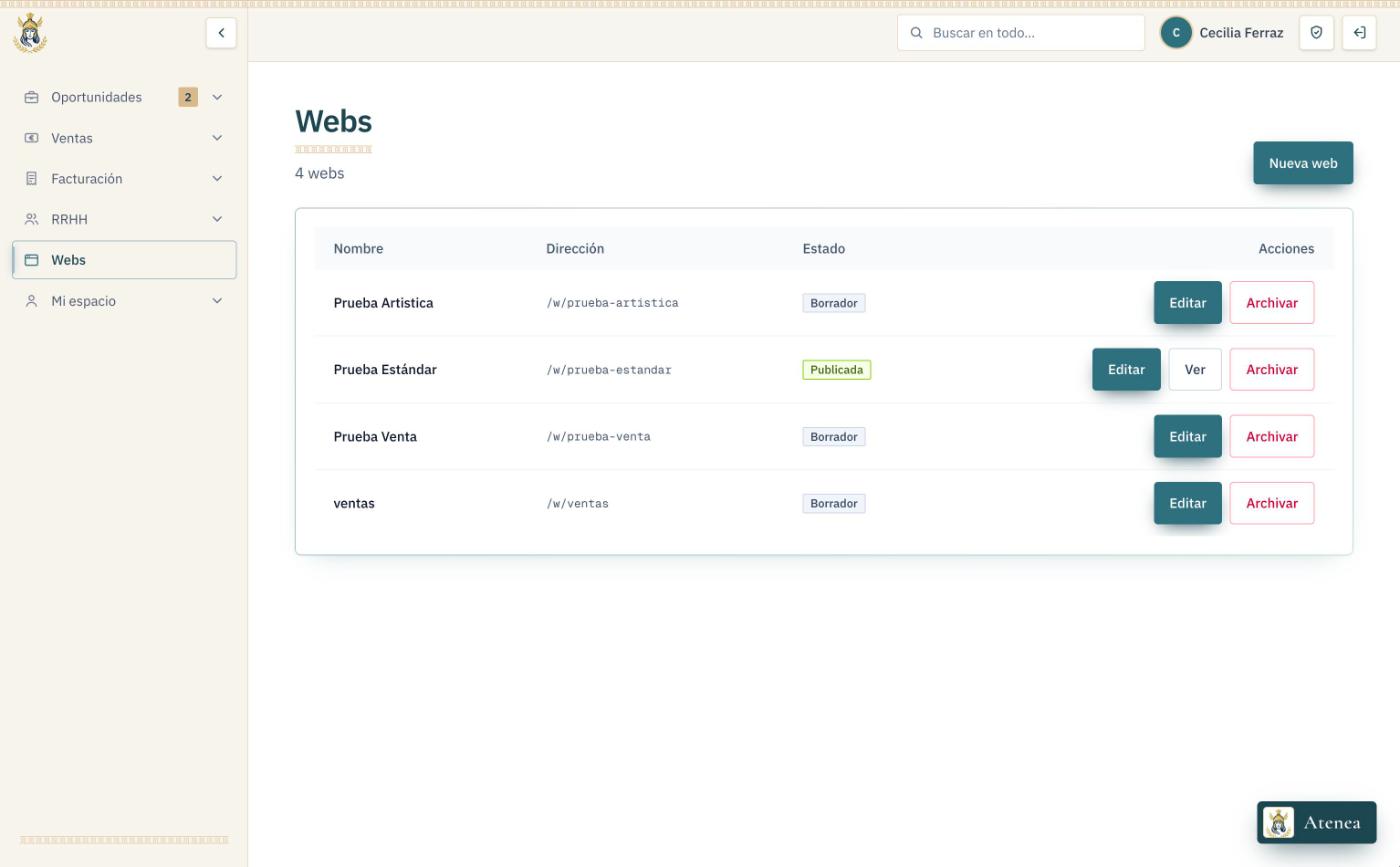 Buscar en todo...
C
Cecilia Ferraz
Oportunidades 2
Ventas
Facturación
RRHH
Webs
Mi espacio
Webs
4 webs
Nueva web
Nombre Dirección Estado Acciones
Prueba Artistica /w/prueba-artistica Borrador Editar Archivar
Prueba Estándar /w/prueba-estandar Publicada Editar Ver Archivar
Prueba Venta /w/prueba-venta Borrador Editar Archivar
ventas /w/ventas Borrador Editar Archivar
Atenea